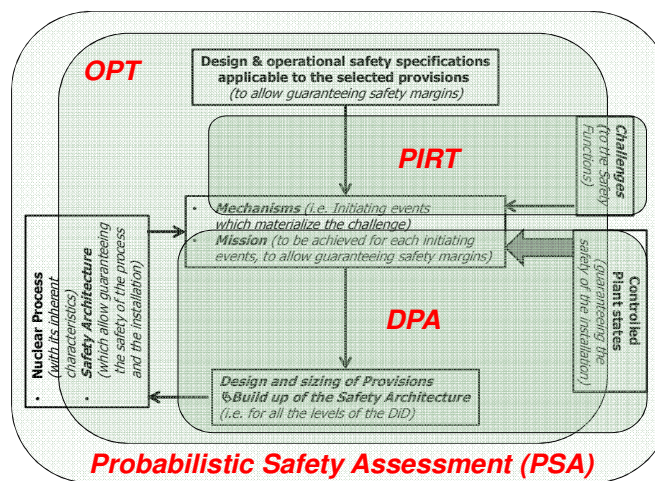 OPT
Design & operational safety specifications
applicable to the selected provisions
(to allow guaranteeing safety margins)
PIRT
Challenges
(to the Safety
Functions)
• Mechanisms (i.e. Initiating events
which materialize the challenge)
• Mission (to be achieved for each initiating
events, to allow guaranteeing safety margins)
• Nuclear Process
(with its inherent
characteristics)
• Safety Architecture
(which allow guaranteeing
the safety of the process
and the installation)
Controlled
Plant states
(guaranteeing the
safety of the installation)
DPA
Design and sizing of Provisions
↳Build up of the Safety Architecture
(i.e. for all the levels of the DiD)
Probabilistic Safety Assessment (PSA)